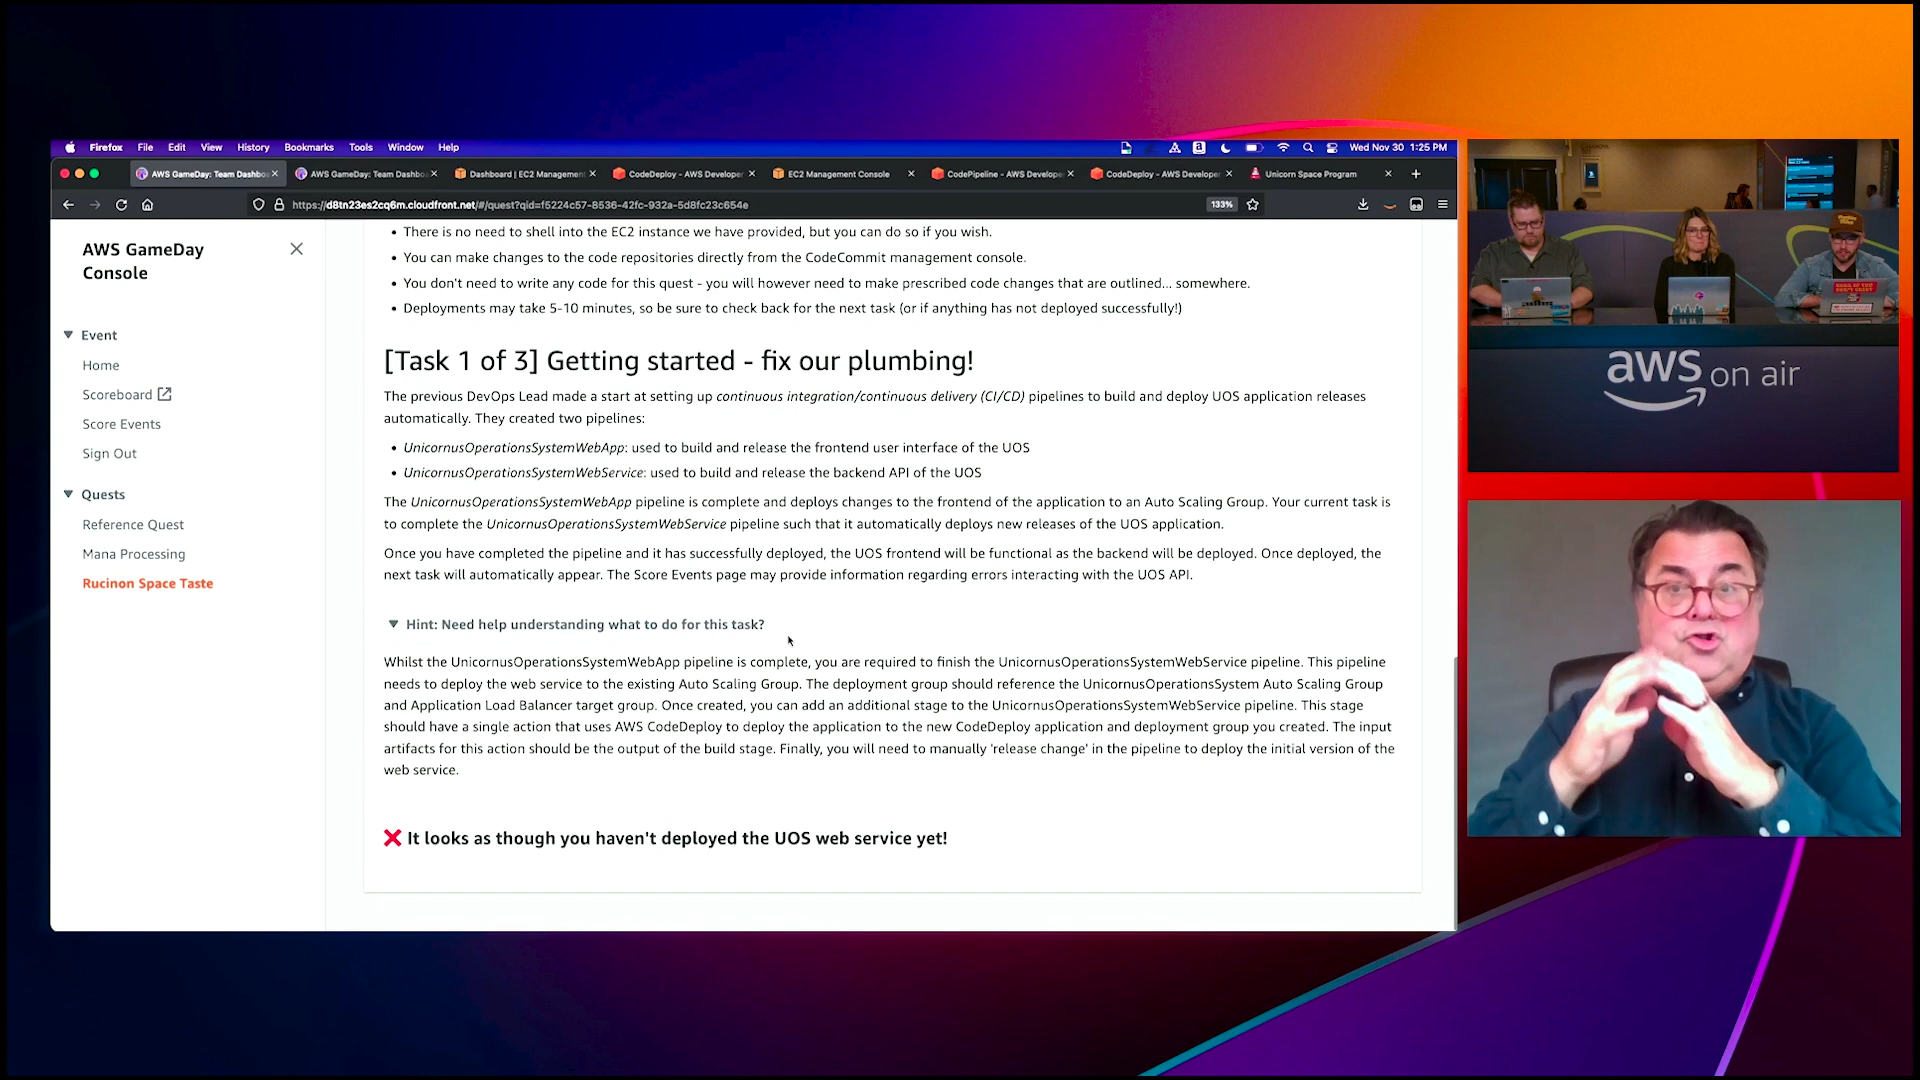 Firefox File Edit View History Bookmarks Tools Window Help Wed Nov 30 1:25 PM
AWS GameDay: Team Dashbo AWS GameDay: Team Dashbo Dashboard | EC2 Management CodeDeploy - AWS Developer EC2 Management Console CodePipeline - AWS Develope CodeDeploy - AWS Developer Unicorn Space Program
https://d8tn23es2cq6m.cloudfront.net/#/quest?qid=f5224c57-8536-42fc-932a-5d8fc23c654e 133%
AWS GameDay
Console
Event
Home
Scoreboard
Score Events
Sign Out
Quests
Reference Quest
Mana Processing
Rucinon Space Taste
• There is no need to shell into the EC2 instance we have provided, but you can do so if you wish.
• You can make changes to the code repositories directly from the CodeCommit management console.
• You don't need to write any code for this quest - you will however need to make prescribed code changes that are outlined... somewhere.
• Deployments may take 5-10 minutes, so be sure to check back for the next task (or if anything has not deployed successfully!)
[Task 1 of 3] Getting started - fix our plumbing!
The previous DevOps Lead made a start at setting up continuous integration/continuous delivery (CI/CD) pipelines to build and deploy UOS application releases
automatically. They created two pipelines:
• UnicornusOperationsSystemWebApp: used to build and release the frontend user interface of the UOS
• UnicornusOperationsSystemWebService: used to build and release the backend API of the UOS
The UnicornusOperationsSystemWebApp pipeline is complete and deploys changes to the frontend of the application to an Auto Scaling Group. Your current task is
to complete the UnicornusOperationsSystemWebService pipeline such that it automatically deploys new releases of the UOS application.
Once you have completed the pipeline and it has successfully deployed, the UOS frontend will be functional as the backend will be deployed. Once deployed, the
next task will automatically appear. The Score Events page may provide information regarding errors interacting with the UOS API.
Hint: Need help understanding what to do for this task?
Whilst the UnicornusOperationsSystemWebApp pipeline is complete, you are required to finish the UnicornusOperationsSystemWebService pipeline. This pipeline
needs to deploy the web service to the existing Auto Scaling Group. The deployment group should reference the UnicornusOperationsSystem Auto Scaling Group
and Application Load Balancer target group. Once created, you can add an additional stage to the UnicornusOperationsSystemWebService pipeline. This stage
should have a single action that uses AWS CodeDeploy to deploy the application to the new CodeDeploy application and deployment group you created. The input
artifacts for this action should be the output of the build stage. Finally, you will need to manually 'release change' in the pipeline to deploy the initial version of the
web service.
❌ It looks as though you haven't deployed the UOS web service yet!
aws on air